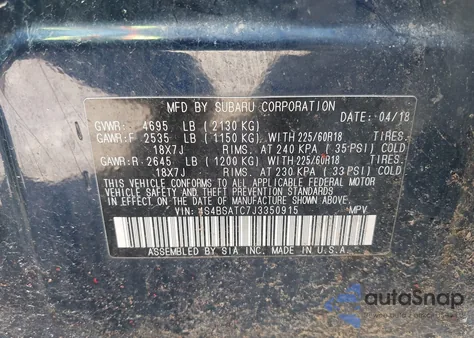 MFD BY SUBARU CORPORATION
GVWR: 4695 LB ( 2130 KG) DATE: 04/18
GAWR:F 2535 LB ( 1150 KG), WITH 225/60R18 TIRES,
18X7J RIMS, AT 240 KPA ( 35 PSI) COLD
GAWR:R 2645 LB ( 1200 KG), WITH 225/60R18 TIRES,
18X7J RIMS, AT 230 KPA ( 33 PSI) COLD
THIS VEHICLE CONFORMS TO ALL APPLICABLE FEDERAL MOTOR
VEHICLE SAFETY AND THEFT PREVENTION STANDARDS
IN EFFECT ON THE DATE OF MANUFACTURE SHOWN ABOVE.
VIN: 4S4BSATC7J3350915 MPV
ASSEMBLED BY SIA INC. MADE IN U.S.A.
autoSnap
WE DRIVE YOUR DREAMS